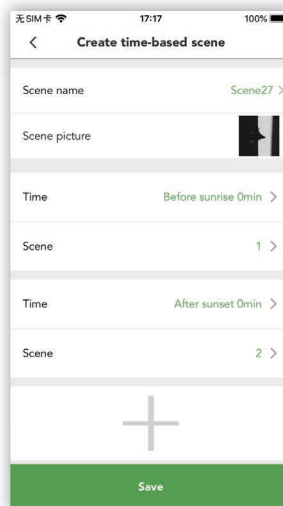 无SIM卡 17:17 100%
Create time-based scene
Scene name Scene27
Scene picture
Time Before sunrise 0min
Scene 1
Time After sunset 0min
Scene 2
Save